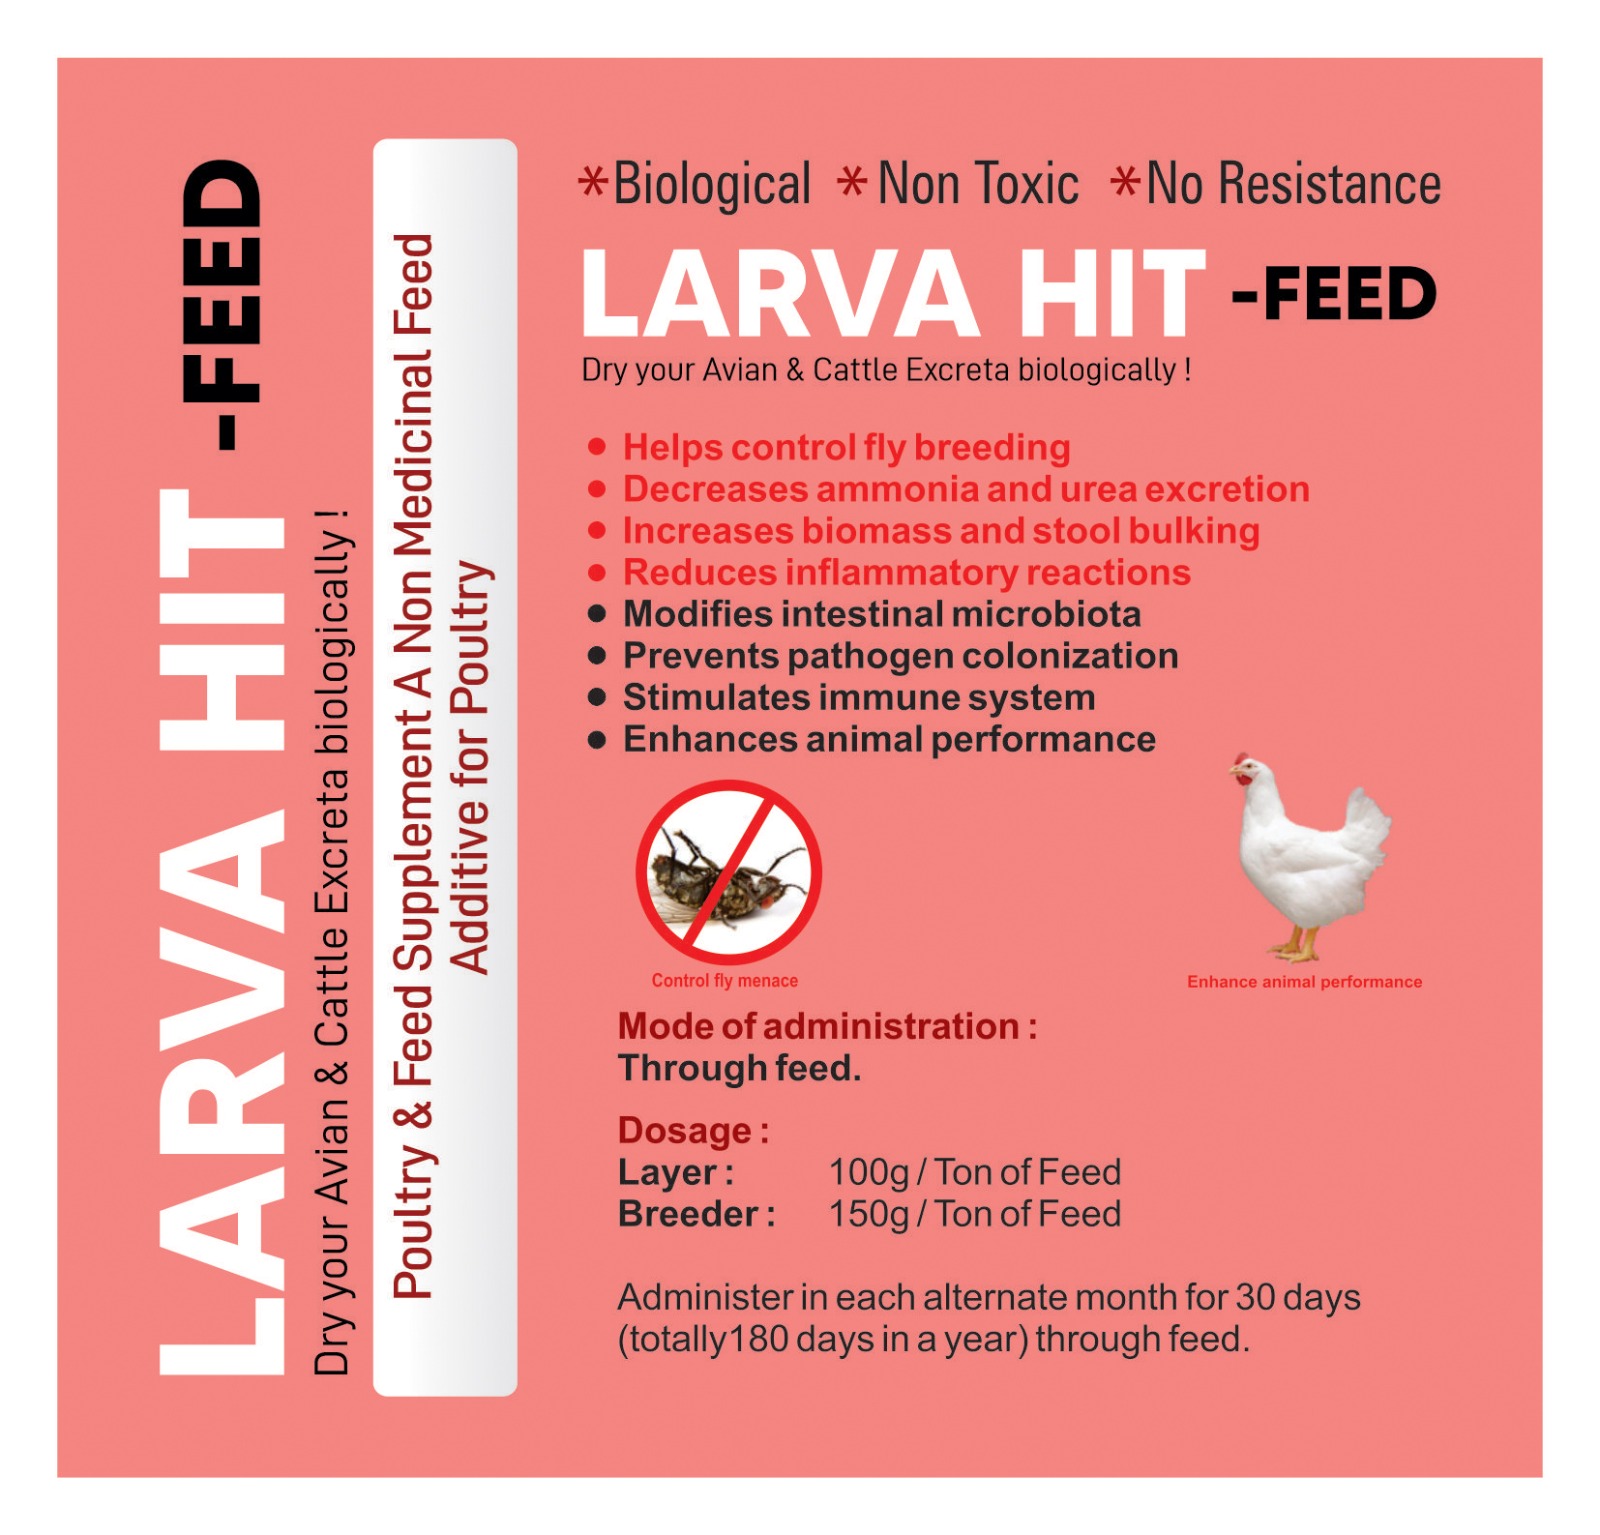 LARVA HIT -FEED
Dry your Avian & Cattle Excreta biologically !
Poultry & Feed Supplement A Non Medicinal Feed
Additive for Poultry
*Biological *Non Toxic *No Resistance
LARVA HIT -FEED
Dry your Avian & Cattle Excreta biologically !
• Helps control fly breeding
• Decreases ammonia and urea excretion
• Increases biomass and stool bulking
• Reduces inflammatory reactions
• Modifies intestinal microbiota
• Prevents pathogen colonization
• Stimulates immune system
• Enhances animal performance
Control fly menace
Enhance animal performance
Mode of administration :
Through feed.
Dosage :
Layer : 100g / Ton of Feed
Breeder : 150g / Ton of Feed
Administer in each alternate month for 30 days
(totally180 days in a year) through feed.